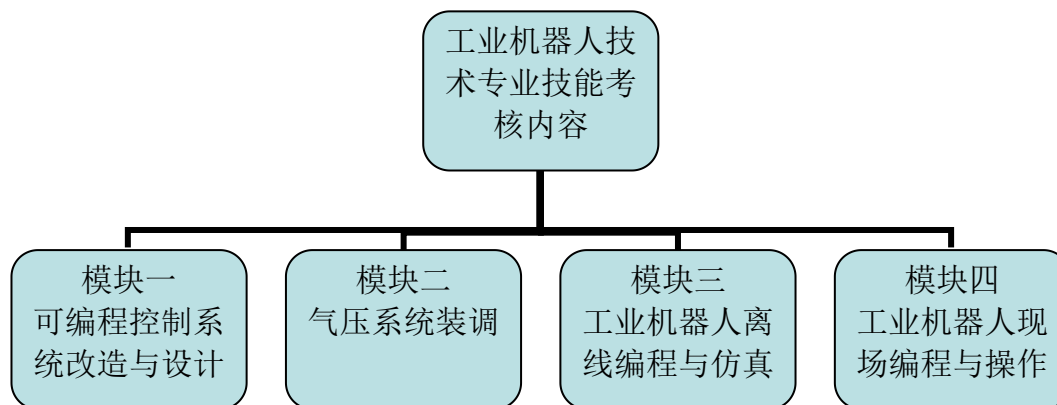 工业机器人技
术专业技能考
核内容
模块一
可编程控制系
统改造与设计
模块二
气压系统装调
模块三
工业机器人离
线编程与仿真
模块四
工业机器人现
场编程与操作